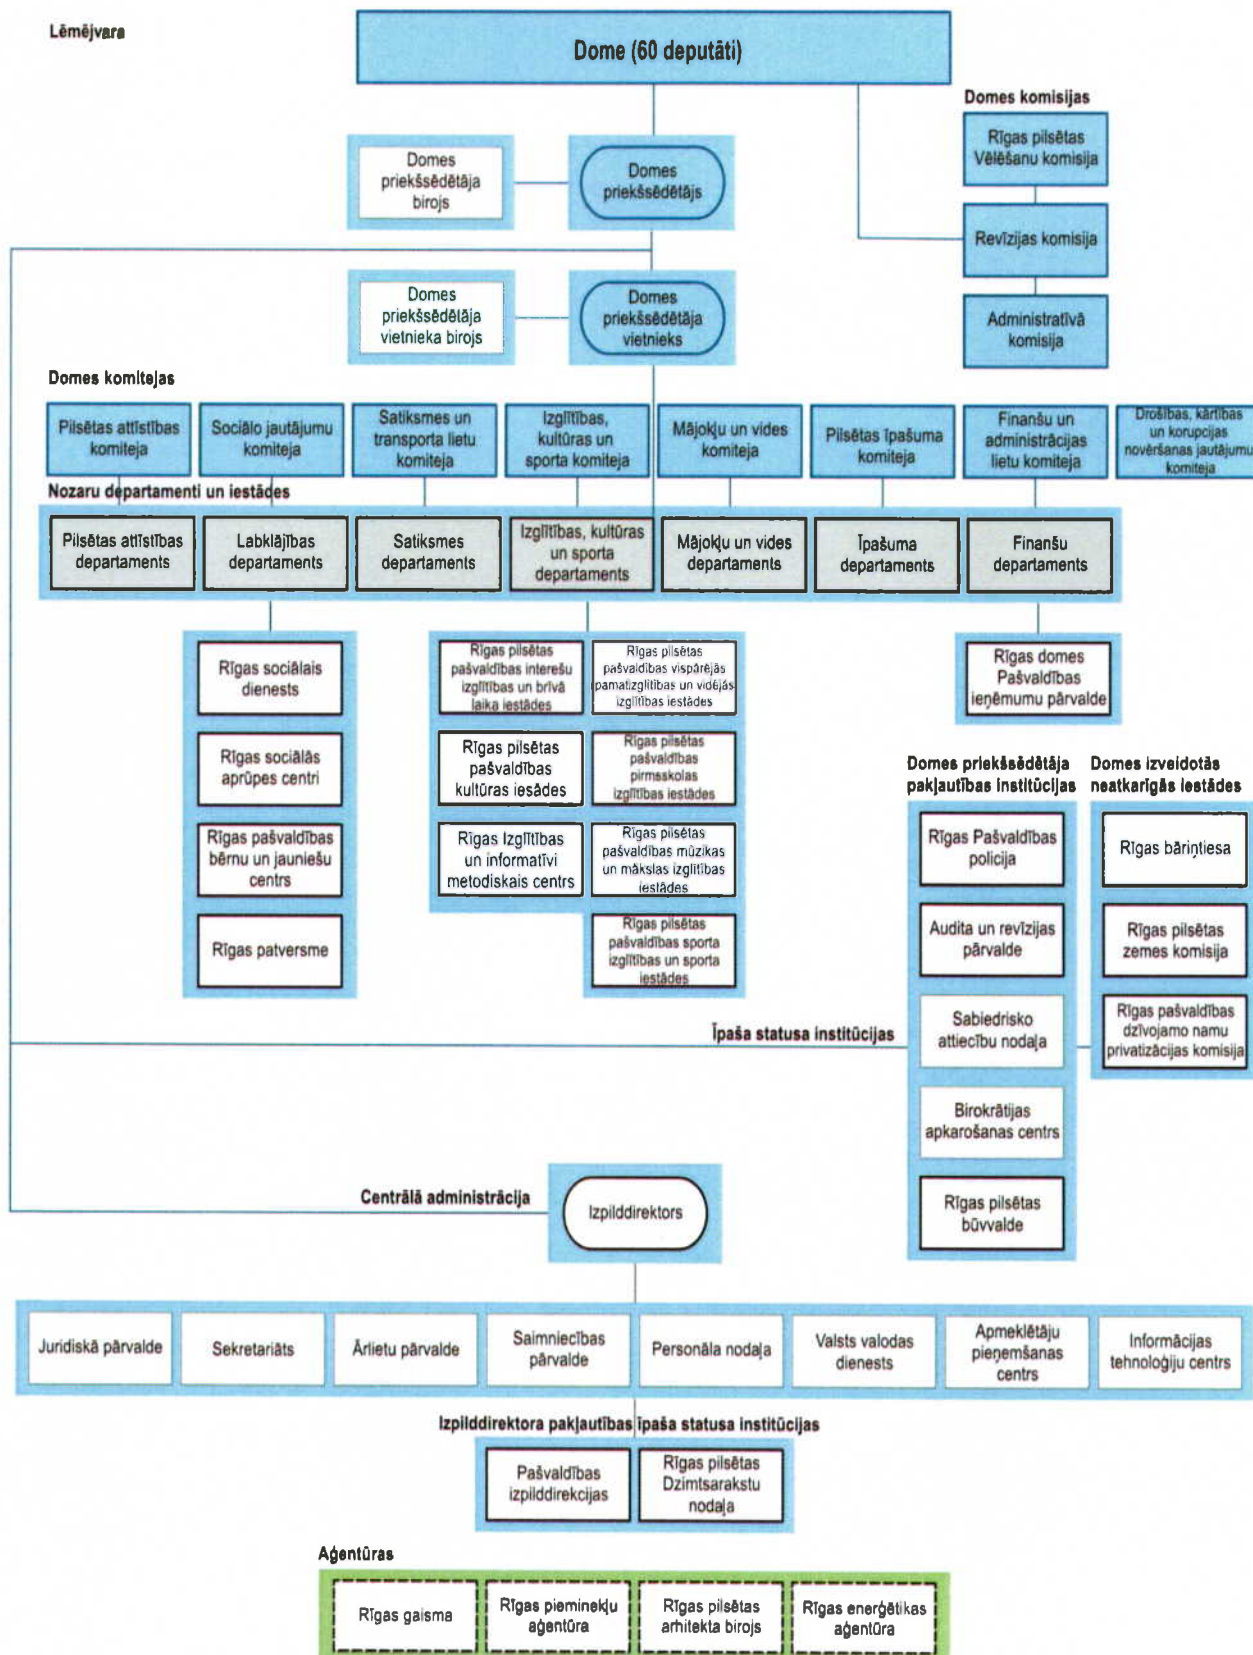 Lēmējvara
Dome (60 deputāti)
Domes komisijas
Rīgas pilsētas
Vēlēšanu komisija
Domes
priekšsēdētāja
birojs
Domes
priekšsēdētājs
Revīzijas komisija
Domes
priekšsēdētāja
vietnieka birojs
Domes
priekšsēdētāja
vietnieks
Administratīvā
komisija
Domes komitejas
Pilsētas attīstības
komiteja
Sociālo jautājumu
komiteja
Satiksmes un
transporta lietu
komiteja
Izglītības,
kultūras un
sporta komiteja
Mājokļu un vides
komiteja
Pilsētas īpašuma
komiteja
Finanšu un
administrācijas
lietu komiteja
Drošības, kārtības
un korupcijas
novēršanas jautājumu
komiteja
Nozaru departamenti un iestādes
Pilsētas attīstības
departaments
Labklājības
departaments
Satiksmes
departaments
Izglītības, kultūras
un sporta
departaments
Mājokļu un vides
departaments
Īpašuma
departaments
Finanšu
departaments
Rīgas sociālais
dienests
Rīgas sociālās
aprūpes centri
Rīgas pašvaldības
bērnu un jauniešu
centrs
Rīgas patversme
Rīgas pilsētas
pašvaldības interešu
izglītības un brīvā
laika iestādes
Rīgas pilsētas
pašvaldības vispārējās
pamatizglītības un vidējās
izglītības iestādes
Rīgas pilsētas
pašvaldības
kultūras iesādes
Rīgas pilsētas
pašvaldības
pirmsskolas
izglītības iestādes
Rīgas Izglītības
un informatīvi
metodiskais centrs
Rīgas pilsētas
pašvaldības mūzikas
un mākslas izglītības
iestādes
Rīgas pilsētas
pašvaldības sporta
izglītības un sporta
iestādes
Rīgas domes
Pašvaldības
ieņēmumu pārvalde
Domes priekšsēdētāja
pakļautības institūcijas
Domes izveidotās
neatkarīgās iestādes
Rīgas Pašvaldības
policija
Rīgas bāriņtiesa
Audita un revīzijas
pārvalde
Rīgas pilsētas
zemes komisija
Īpaša statusa institūcijas
Sabiedrisko
attiecību nodaļa
Rīgas pašvaldības
dzīvojamo namu
privatizācijas komisija
Birokrātijas
apkarošanas centrs
Rīgas pilsētas
būvvalde
Centrālā administrācija
Izpilddirektors
Juridiskā pārvalde
Sekretariāts
Ārlietu pārvalde
Saimniecības
pārvalde
Personāla nodaļa
Valsts valodas
dienests
Apmeklētāju
pieņemšanas
centrs
Informācijas
tehnoloģiju centrs
Izpilddirektora pakļautības īpaša statusa institūcijas
Pašvaldības
izpilddirekcijas
Rīgas pilsētas
Dzimtsarakstu
nodaļa
Aģentūras
Rīgas gaisma
Rīgas pieminekļu
aģentūra
Rīgas pilsētas
arhitekta birojs
Rīgas enerģētikas
aģentūra